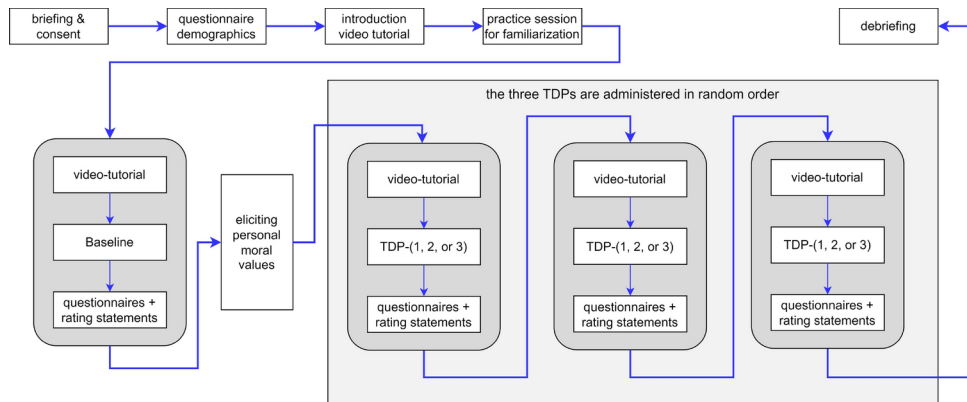 briefing &
consent
questionnaire
demographics
introduction
video tutorial
practice session
for familiarization
debriefing
the three TDPs are administered in random order
video-tutorial
Baseline
questionnaires +
rating statements
eliciting
personal
moral
values
video-tutorial
TDP-(1, 2, or 3)
questionnaires +
rating statements
video-tutorial
TDP-(1, 2, or 3)
questionnaires +
rating statements
video-tutorial
TDP-(1, 2, or 3)
questionnaires +
rating statements